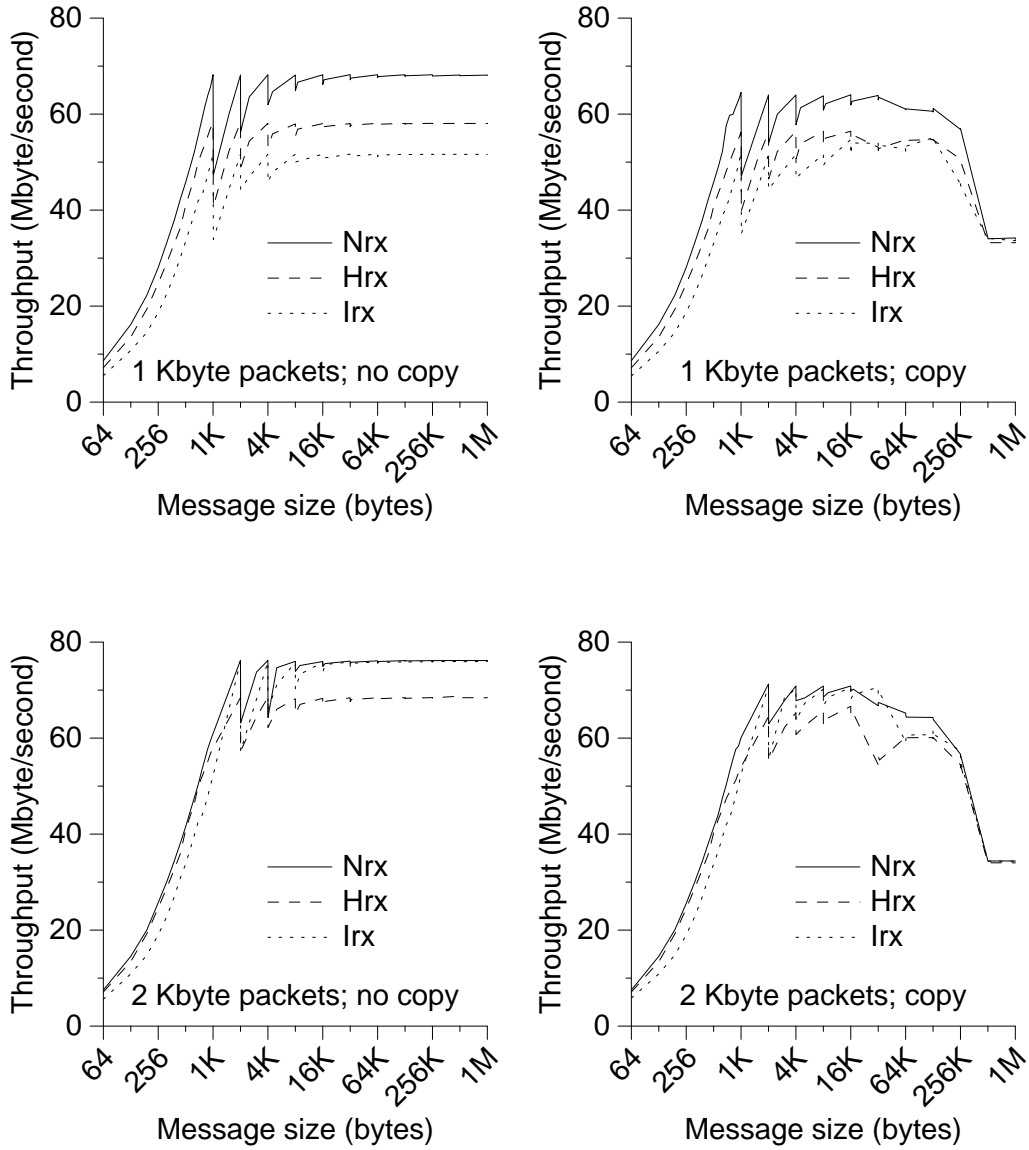 80
60
40
20
0
Throughput (Mbyte/second)
Nrx
Hrx
Irx
1 Kbyte packets; no copy
64
256
1K
4K
16K
64K
256K
1M
Message size (bytes)
80
60
40
20
0
Throughput (Mbyte/second)
Nrx
Hrx
Irx
1 Kbyte packets; copy
64
256
1K
4K
16K
64K
256K
1M
Message size (bytes)
80
60
40
20
0
Throughput (Mbyte/second)
Nrx
Hrx
Irx
2 Kbyte packets; no copy
64
256
1K
4K
16K
64K
256K
1M
Message size (bytes)
80
60
40
20
0
Throughput (Mbyte/second)
Nrx
Hrx
Irx
2 Kbyte packets; copy
64
256
1K
4K
16K
64K
256K
1M
Message size (bytes)